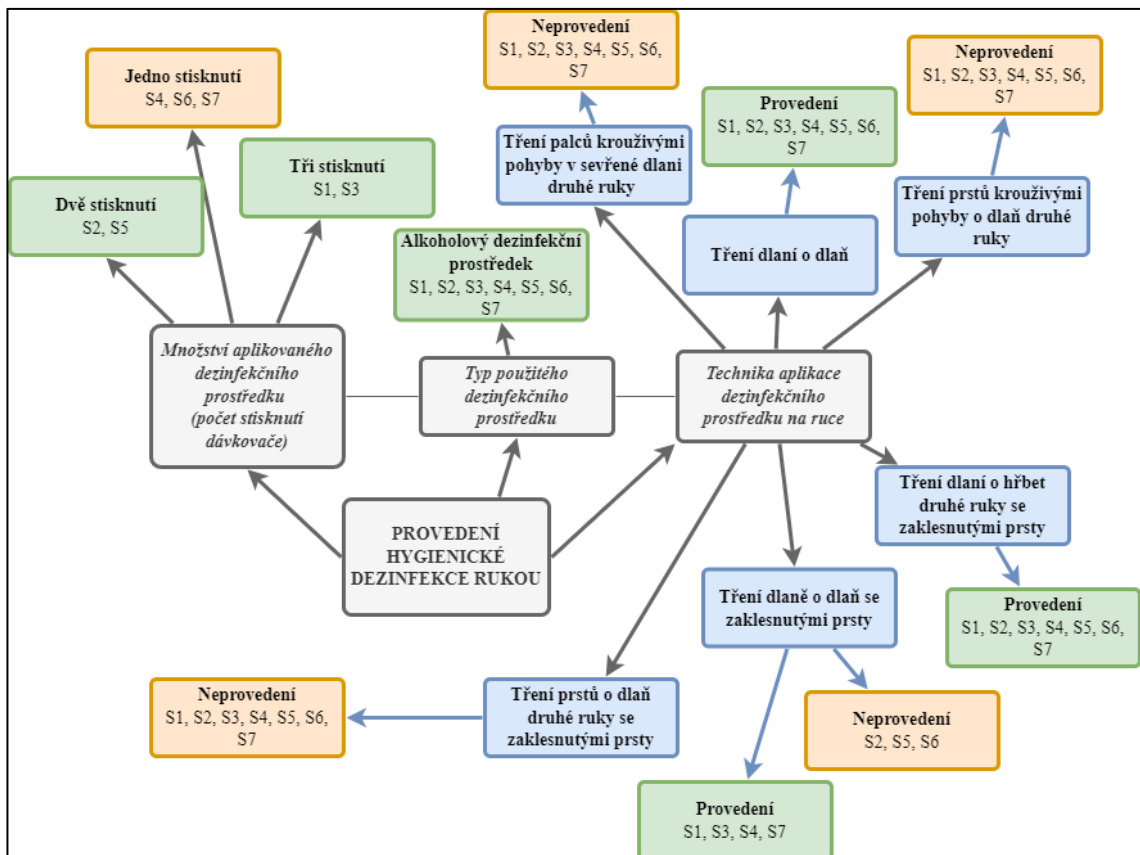 Neprovedení
S1, S2, S3, S4, S5, S6,
S7
Neprovedení
S1, S2, S3, S4, S5, S6,
S7
Jedno stisknutí
S4, S6, S7
Provedení
S1, S2, S3, S4, S5, S6,
S7
Tření palců krouživými
pohyby v sevřené dlani
druhé ruky
Tři stisknutí
S1, S3
Dvě stisknutí
S2, S5
Tření prstů krouživými
pohyby o dlaň druhé
ruky
Alkoholový dezinfekční
prostředek
S1, S2, S3, S4, S5, S6,
S7
Tření dlaní o dlaň
Množství aplikovaného
dezinfekčního
prostředku
(počet stisknutí
dávkovače)
Typ použitého
dezinfekčního
prostředku
Technika aplikace
dezinfekčního
prostředku na ruce
Tření dlaní o hřbet
druhé ruky se
zaklesnutými prsty
PROVEDENÍ
HYGIENICKÉ
DEZINFEKCE RUKOU
Tření dlaně o dlaň se
zaklesnutými prsty
Provedení
S1, S2, S3, S4, S5, S6,
S7
Neprovedení
S1, S2, S3, S4, S5, S6,
S7
Tření prstů o dlaň
druhé ruky se
zaklesnutými prsty
Neprovedení
S2, S5, S6
Provedení
S1, S3, S4, S7